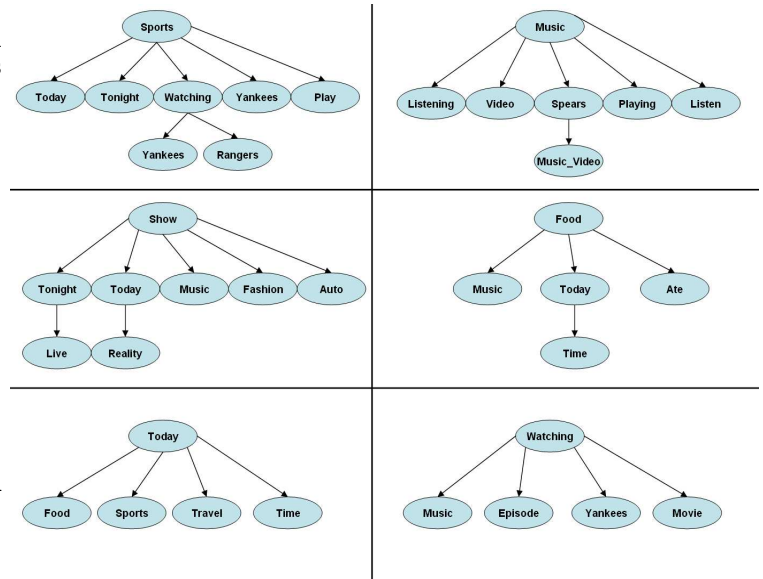 Sports
Today Tonight Watching Yankees Play
Yankees Rangers
Music
Listening Video Spears Playing Listen
Music_Video
Show
Tonight Today Music Fashion Auto
Live Reality
Food
Music Today Ate
Time
Today
Food Sports Travel Time
Watching
Music Episode Yankees Movie